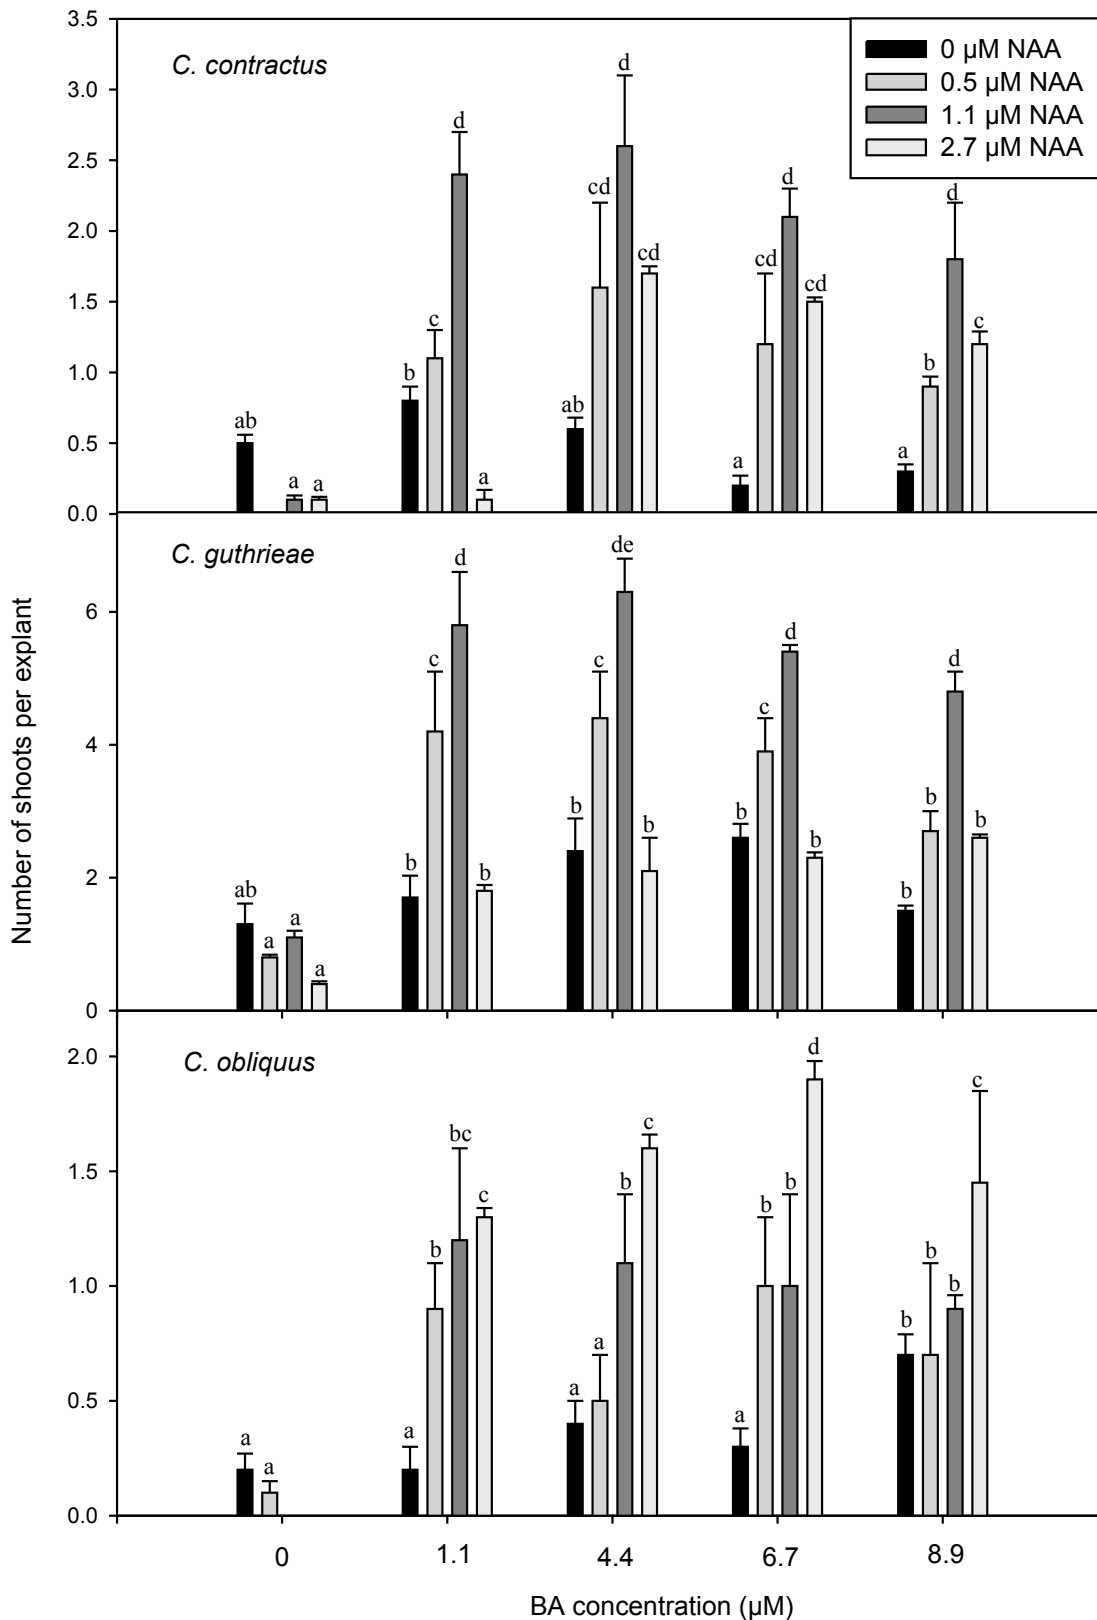 3.5
3.0
2.5
2.0
1.5
1.0
0.5
0.0
C. contractus
0 µM NAA
0.5 µM NAA
1.1 µM NAA
2.7 µM NAA
ab
a
a
b
c
d
a
ab
cd
d
cd
a
cd
d
cd
a
b
d
c
Number of shoots per explant
6
4
2
0
C. guthrieae
ab
a
a
a
b
c
d
b
b
c
de
b
b
c
d
b
b
b
d
b
2.0
1.5
1.0
0.5
0.0
C. obliquus
a
a
a
b
bc
c
a
a
b
c
a
b
b
d
b
b
b
c
0
1.1
4.4
6.7
8.9
BA concentration (µM)